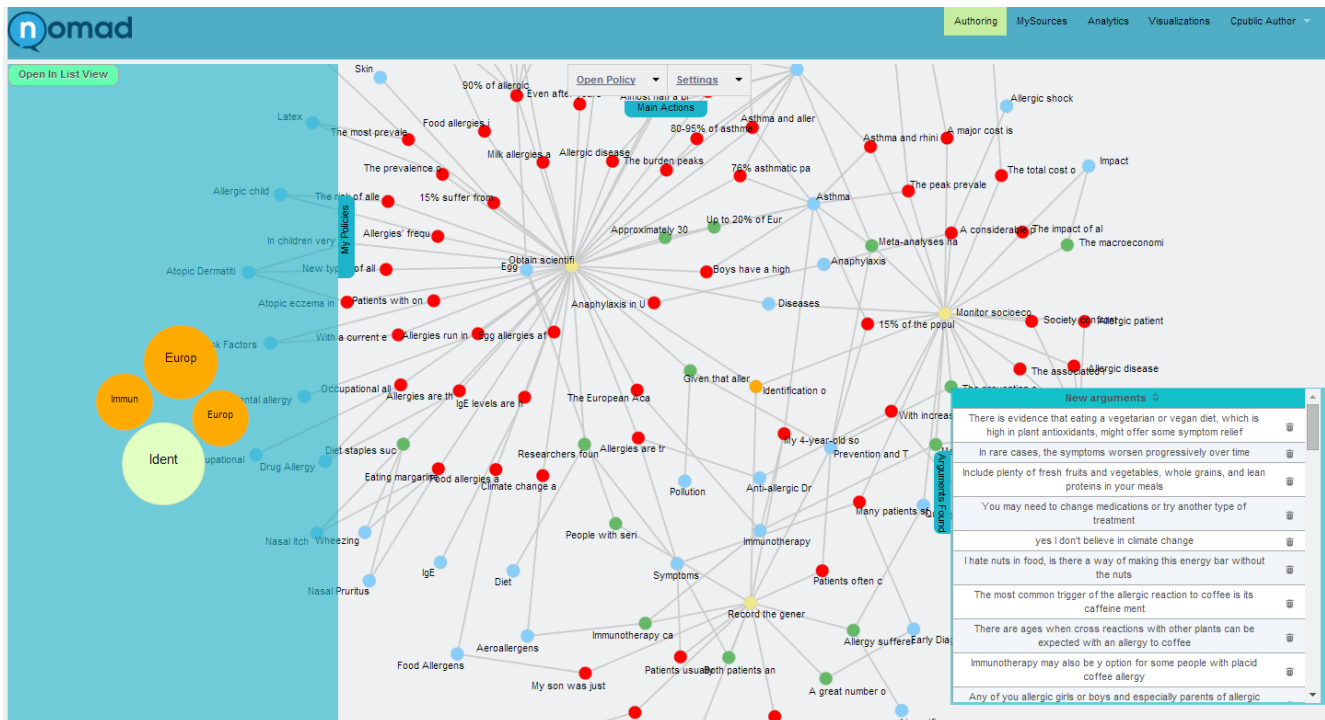 nomad
Authoring
MySources
Analytics
Visualizations
Cpublic Author
Open In List View
Open Policy
Settings
Main Actions
My Policies
Skin
90% of allergic
Even after
Asthma and aller
Allergic shock
Latex
The most prevale
Food allergies i
80-95% of asthma
Asthma and rhini
A major cost is
Milk allergies a
Allergic disease
The burden peaks
The prevalence
76% asthmatic pa
The total cost o
Impact
Allergic child
The risk of alle
15% suffer from
Asthma
The peak prevale
Up to 20% of Eur
Approximately 30
In children very
Allergies' frequ
Meta-analyses ha
A considerable
The impact of al
The macroeconomi
Atopic Dermatiti
Egg
Obtain scientifi
Boys have a high
Anaphylaxis
Atopic eczema in
Patients with on
Anaphylaxis in U
Diseases
Monitor socioeco
Society
Allergic patient
15% of the popul
Factors
With a current e
Allergies run in
Egg allergies af
Europ
Immun
Europ
Ident
The associated
Allergic disease
Given that aller
Identification o
Occupational all
Allergies are th
IgE levels are
The European Aca
With increas
Diet staples suc
Researchers foun
Allergies are tr
My 4-year-old so
Prevention and T
Drug Allergy
Eating margarine
Food allergies a
Climate change a
Pollution
Anti-allergic Dr
Many patients
Arguments Found
Nasal Itch
Wheezing
People with seri
Immunotherapy
IgE
Diet
Symptoms
Patients often c
Nasal Pruritus
Record the gener
Immunotherapy ca
Aeroallergens
Allergy sufferer
Early Dia
Food Allergens
Patients usually
Both patients an
My son was just
A great number o
New arguments
There is evidence that eating a vegetarian or vegan diet, which is
high in plant antioxidants, might offer some symptom relief
In rare cases, the symptoms worsen progressively over time
Include plenty of fresh fruits and vegetables, whole grains, and lean
proteins in your meals
You may need to change medications or try another type of
treatment
yes I don't believe in climate change
I hate nuts in food, is there a way of making this energy bar without
the nuts
The most common trigger of the allergic reaction to coffee is its
caffeine ment
There are ages when cross reactions with other plants can be
expected with an allergy to coffee
Immunotherapy may also be y option for some people with placid
coffee allergy
Any of you allergic girls or boys and especially parents of allergic